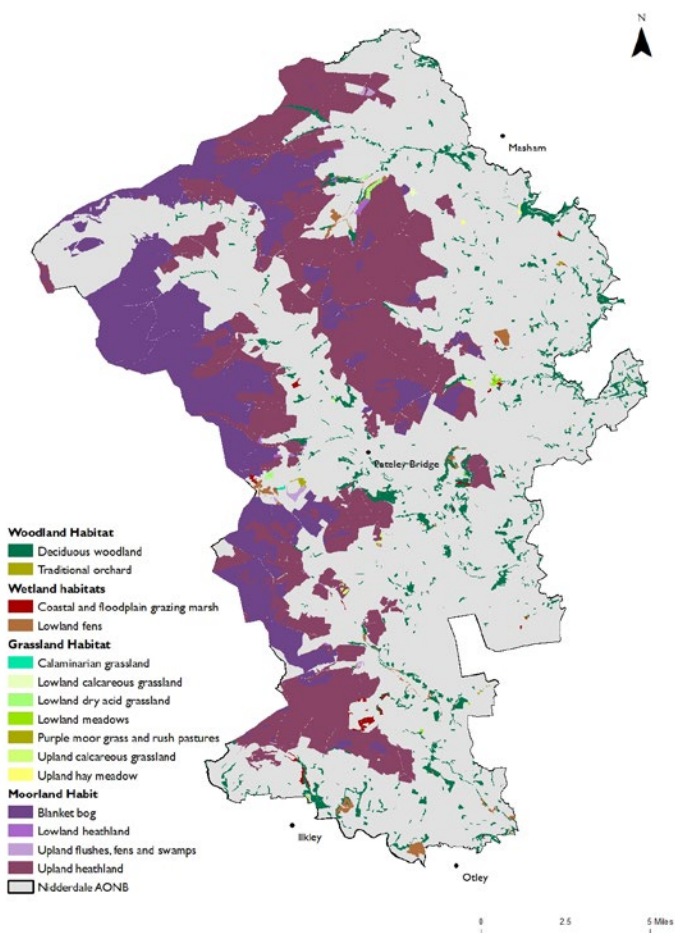 N
Masham
Pateley Bridge
Woodland Habitat
Deciduous woodland
Traditional orchard
Wetland habitats
Coastal and floodplain grazing marsh
Lowland fens
Grassland Habitat
Calaminarian grassland
Lowland calcareous grassland
Lowland dry acid grassland
Lowland meadows
Purple moor grass and rush pastures
Upland calcareous grassland
Upland hay meadow
Moorland Habit
Blanket bog
Lowland heathland
Upland flushes, fens and swamps
Upland heathland
Nidderdale AONB
Ilkley
Otley
0 2.5 5 Miles